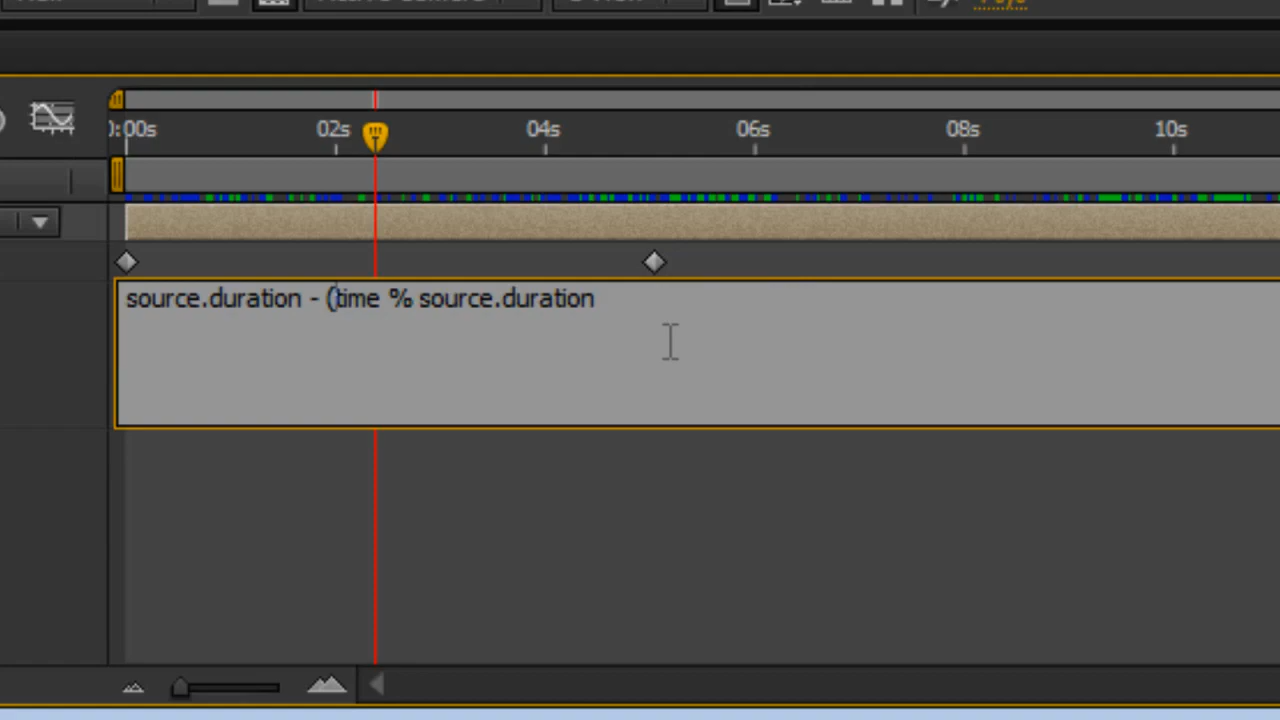 0:00s 02s 04s 06s 08s 10s
source.duration - (time % source.duration